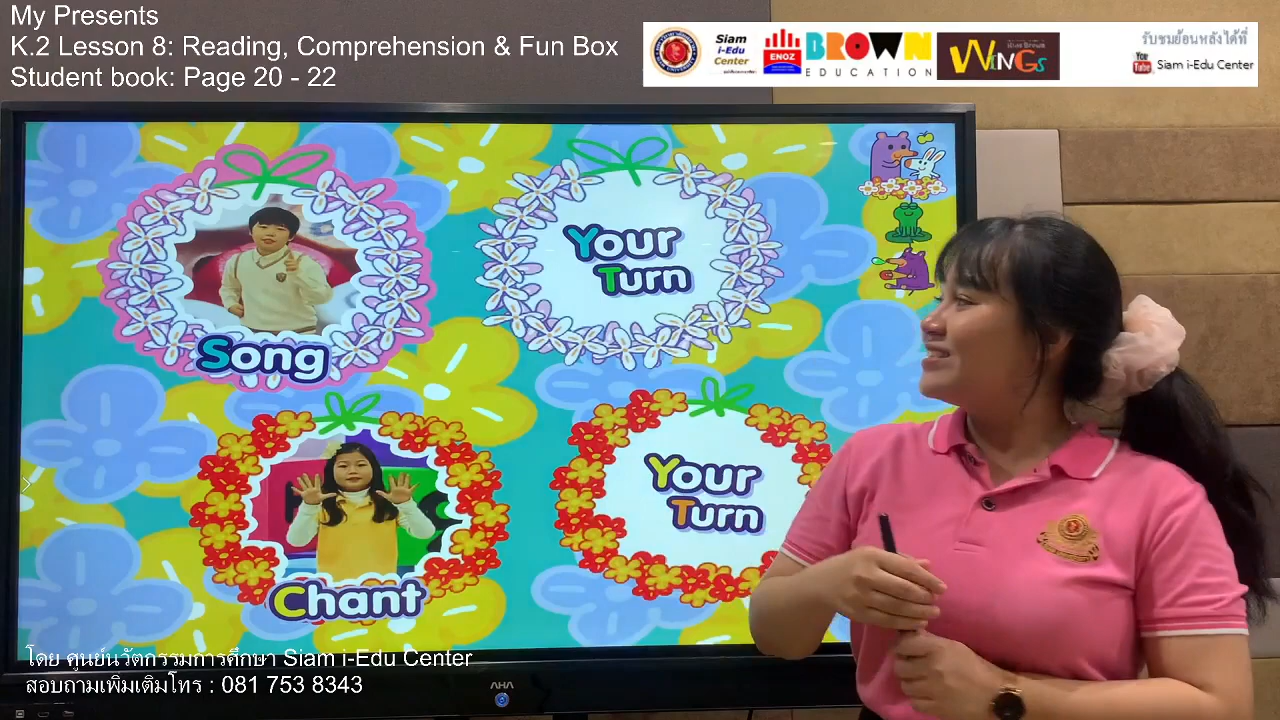 My Presents
K.2 Lesson 8: Reading, Comprehension & Fun Box
Student book: Page 20 - 22
Siam
i-Edu
Center
ENOZ
BROWN
EDUCATION
WINGS
รับชมย้อนหลังได้ที่
You
Tube
Siam i-Edu Center
Song
Your
Turn
Chant
Your
Turn
โดย ศูนย์นวัตกรรมการศึกษา Siam i-Edu Center
สอบถามเพิ่มเติมโทร : 081 753 8343
AHA